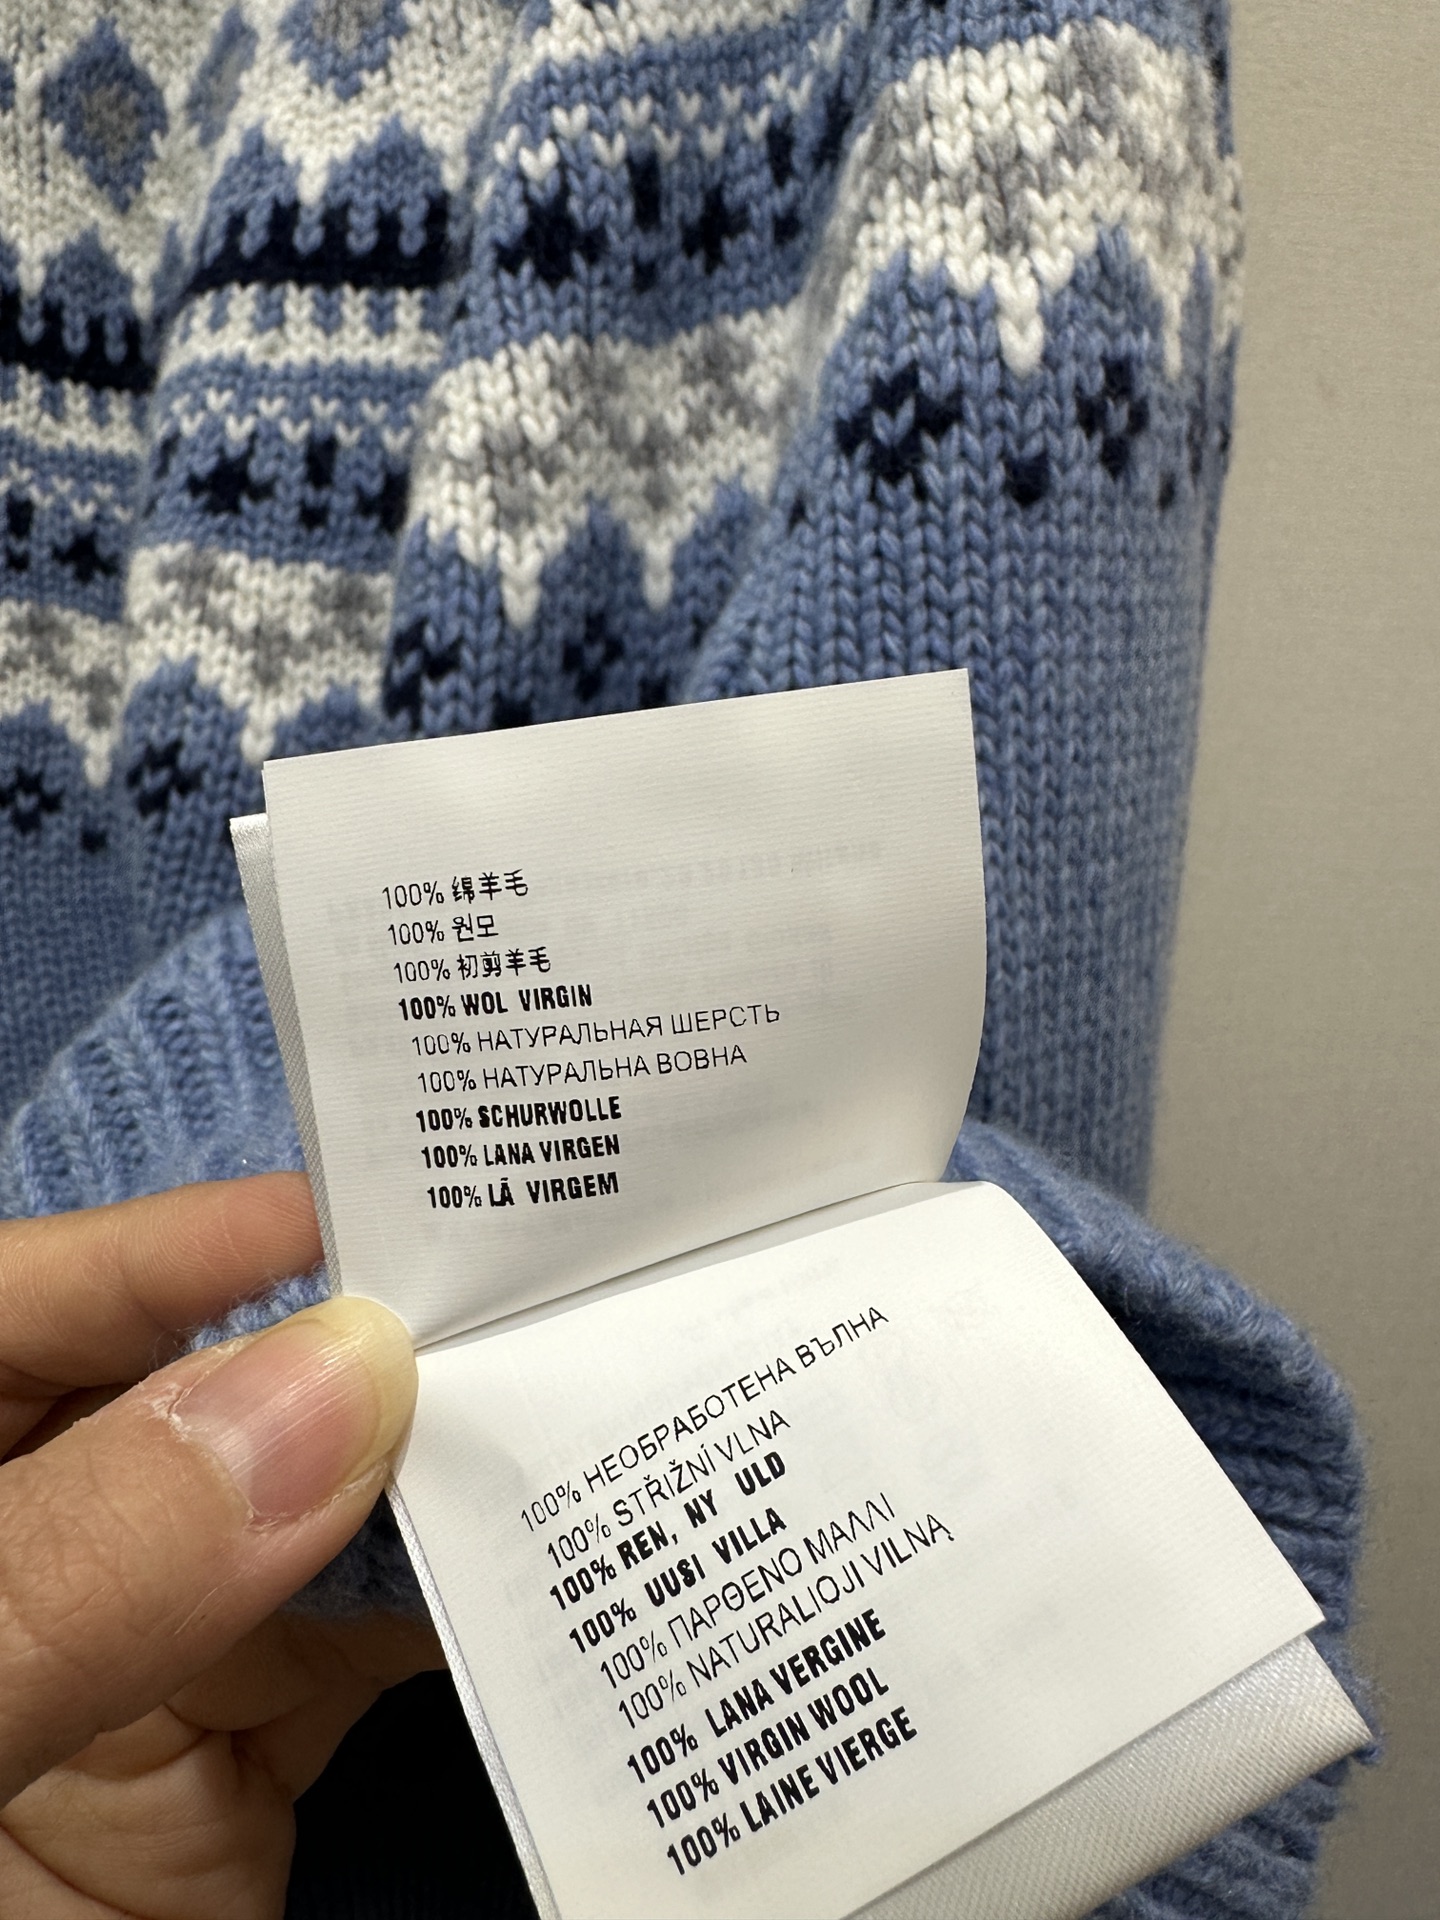 100% 绵羊毛
100% 원모
100% 初剪羊毛
100% WOL VIRGIN
100% НАТУРАЛЬНАЯ ШЕРСТЬ
100% НАТУРАЛЬНА ВОВНА
100% SCHURWOLLE
100% LANA VIRGEN
100% LÃ VIRGEM
100% НЕОБРАБОТЕНА ВЪЛНА
100% STŘIŽNÍ VLNA
100% REN, NY ULD
100% UUSI VILLA
100% ΠΑΡΘΕΝΟ ΜΑΛΛΙ
100% NATURALIOJI VILNĄ
100% LANA VERGINE
100% VIRGIN WOOL
100% LAINE VIERGE